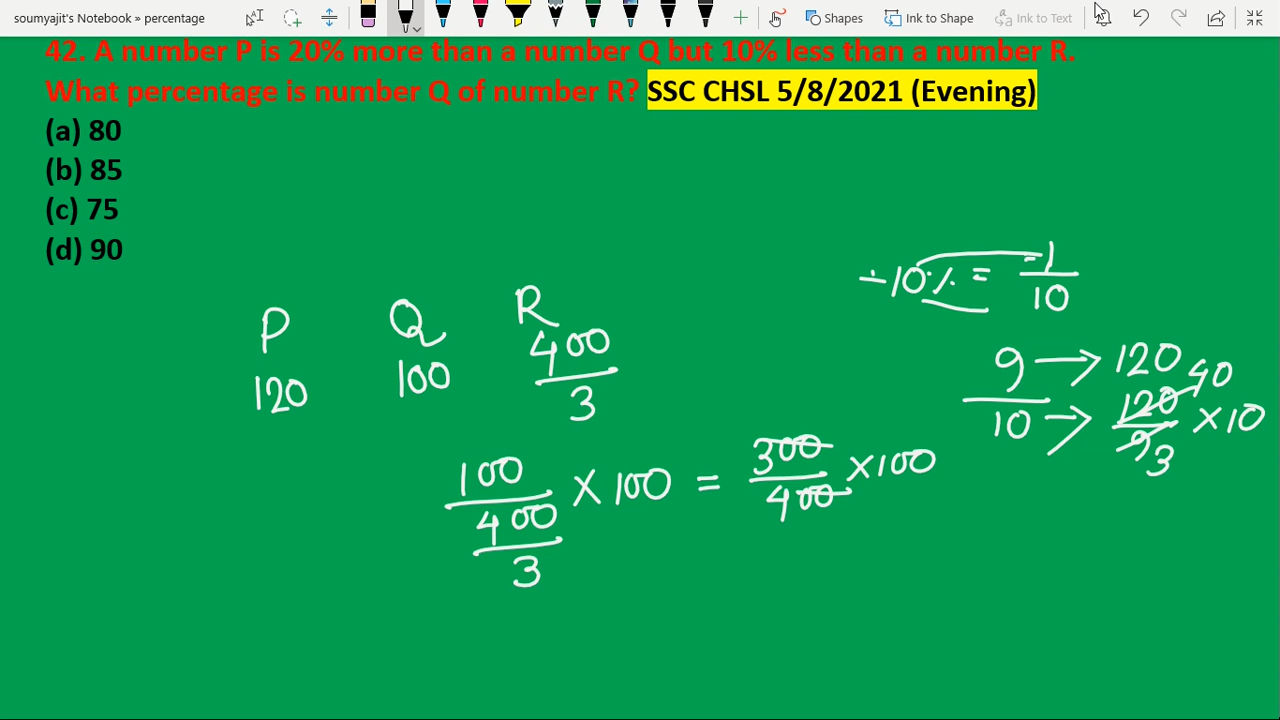 soumyajit's Notebook » percentage
Shapes
Ink to Shape
Ink to Text
42. A number P is 20% more than a number Q but 10% less than a number R.
What percentage is number Q of number R? SSC CHSL 5/8/2021 (Evening)
(a) 80
(b) 85
(c) 75
(d) 90
-10% = -1/10
P Q R
120 100 400/3
9 → 120
10 → 120/9 × 10
40
3
100/(400/3) × 100 = 300/400 × 100